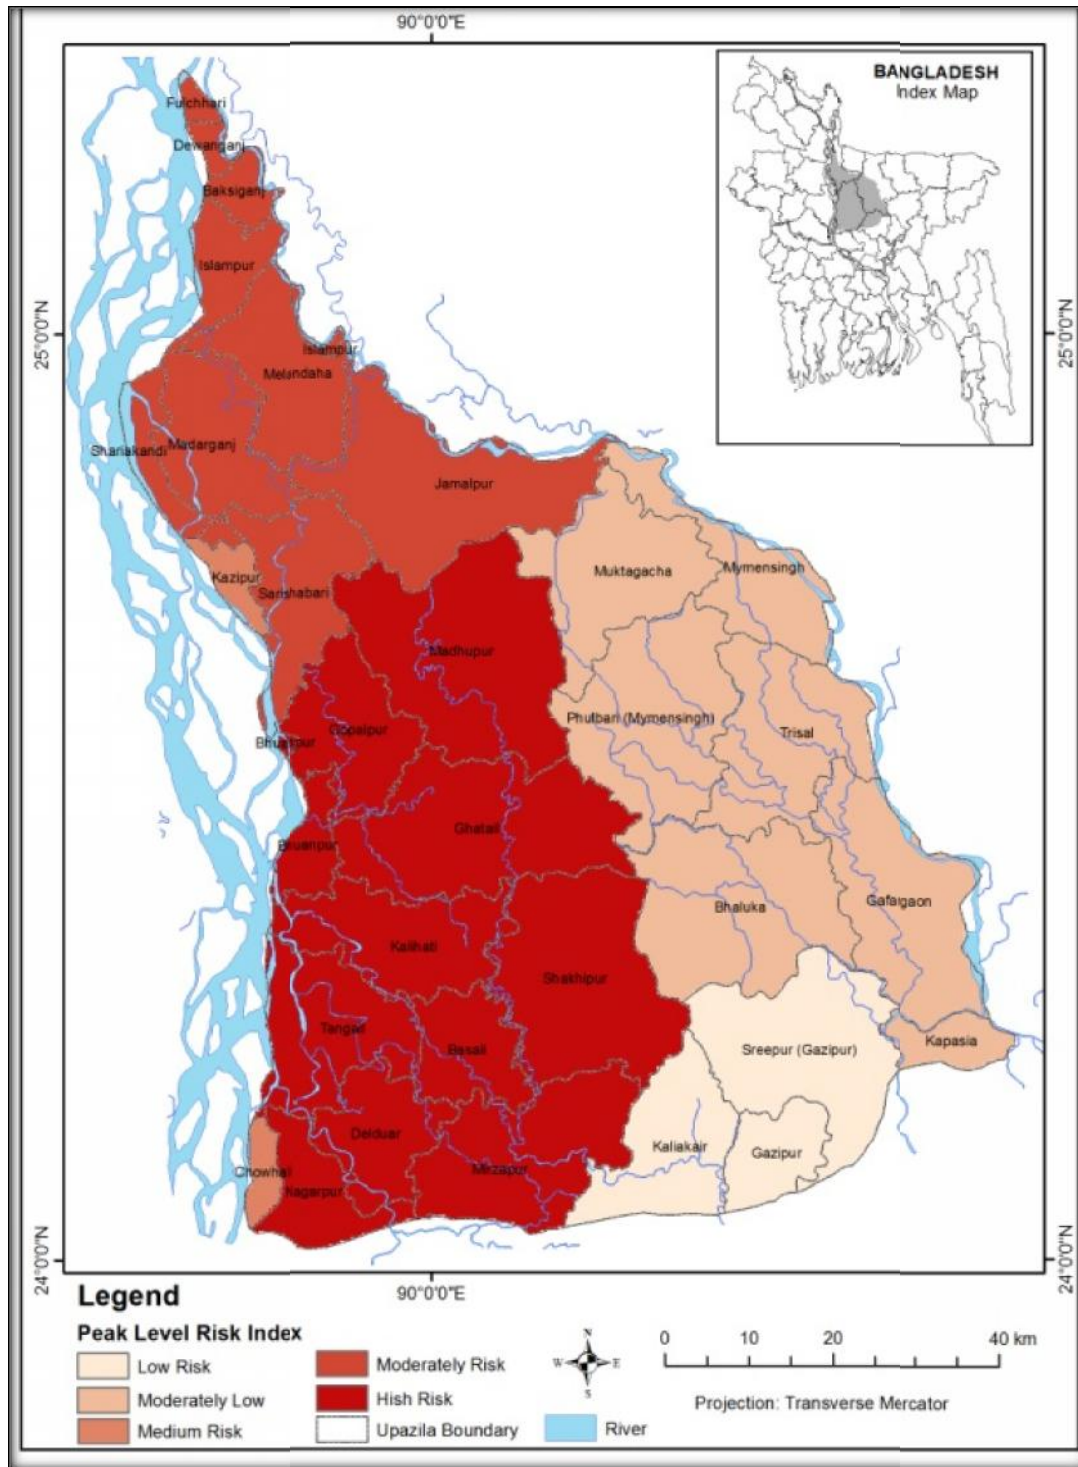 90°0'0"E
BANGLADESH
Index Map
Fulchhari
Dewanganj
Baksiganj
Islampur
25°0'0"N
25°0'0"N
Islampur
Melandaha
Shariakandi
Madarganj
Jamalpur
Kazipur
Sarishabari
Muktagacha
Mymensingh
Madhupur
Phulbari (Mymensingh)
Gopalpur
Trisal
Bhuanpur
Ghatail
Bhuanpur
Bhaluka
Gafargaon
Kalihati
Shakhipur
Tangail
Basail
Sreepur (Gazipur)
Kapasia
Delduar
Kaliakair
Gazipur
Chowhal
Mirzapur
Nagarpur
24°0'0"N
24°0'0"N
90°0'0"E
Legend
Peak Level Risk Index
Low Risk
Moderately Low
Medium Risk
Moderately Risk
Hish Risk
Upazila Boundary
River
N
W
E
S
0 10 20 40 km
Projection: Transverse Mercator